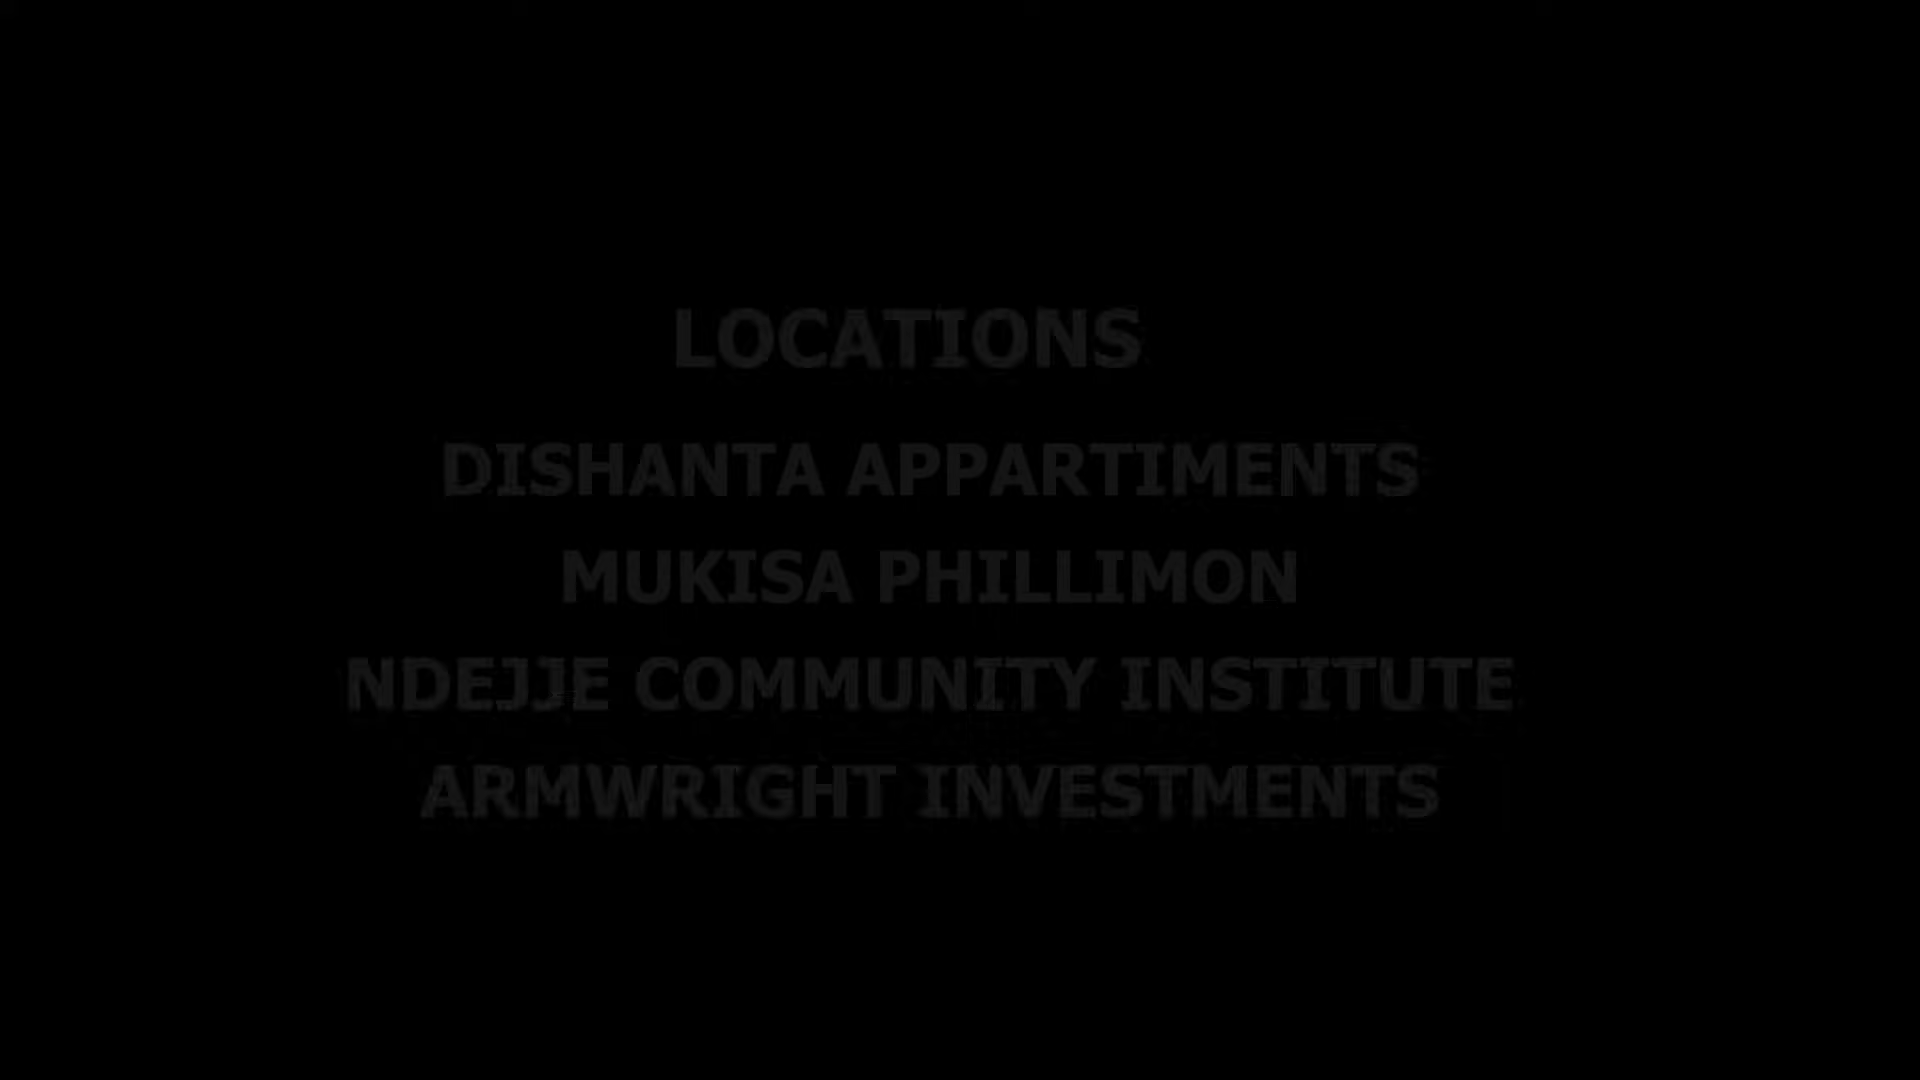 LOCATIONS
DISHANTA APPARTIMENTS
MUKISA PHILLIMON
NDEJJE COMMUNITY INSTITUTE
ARMWRIGHT INVESTMENTS